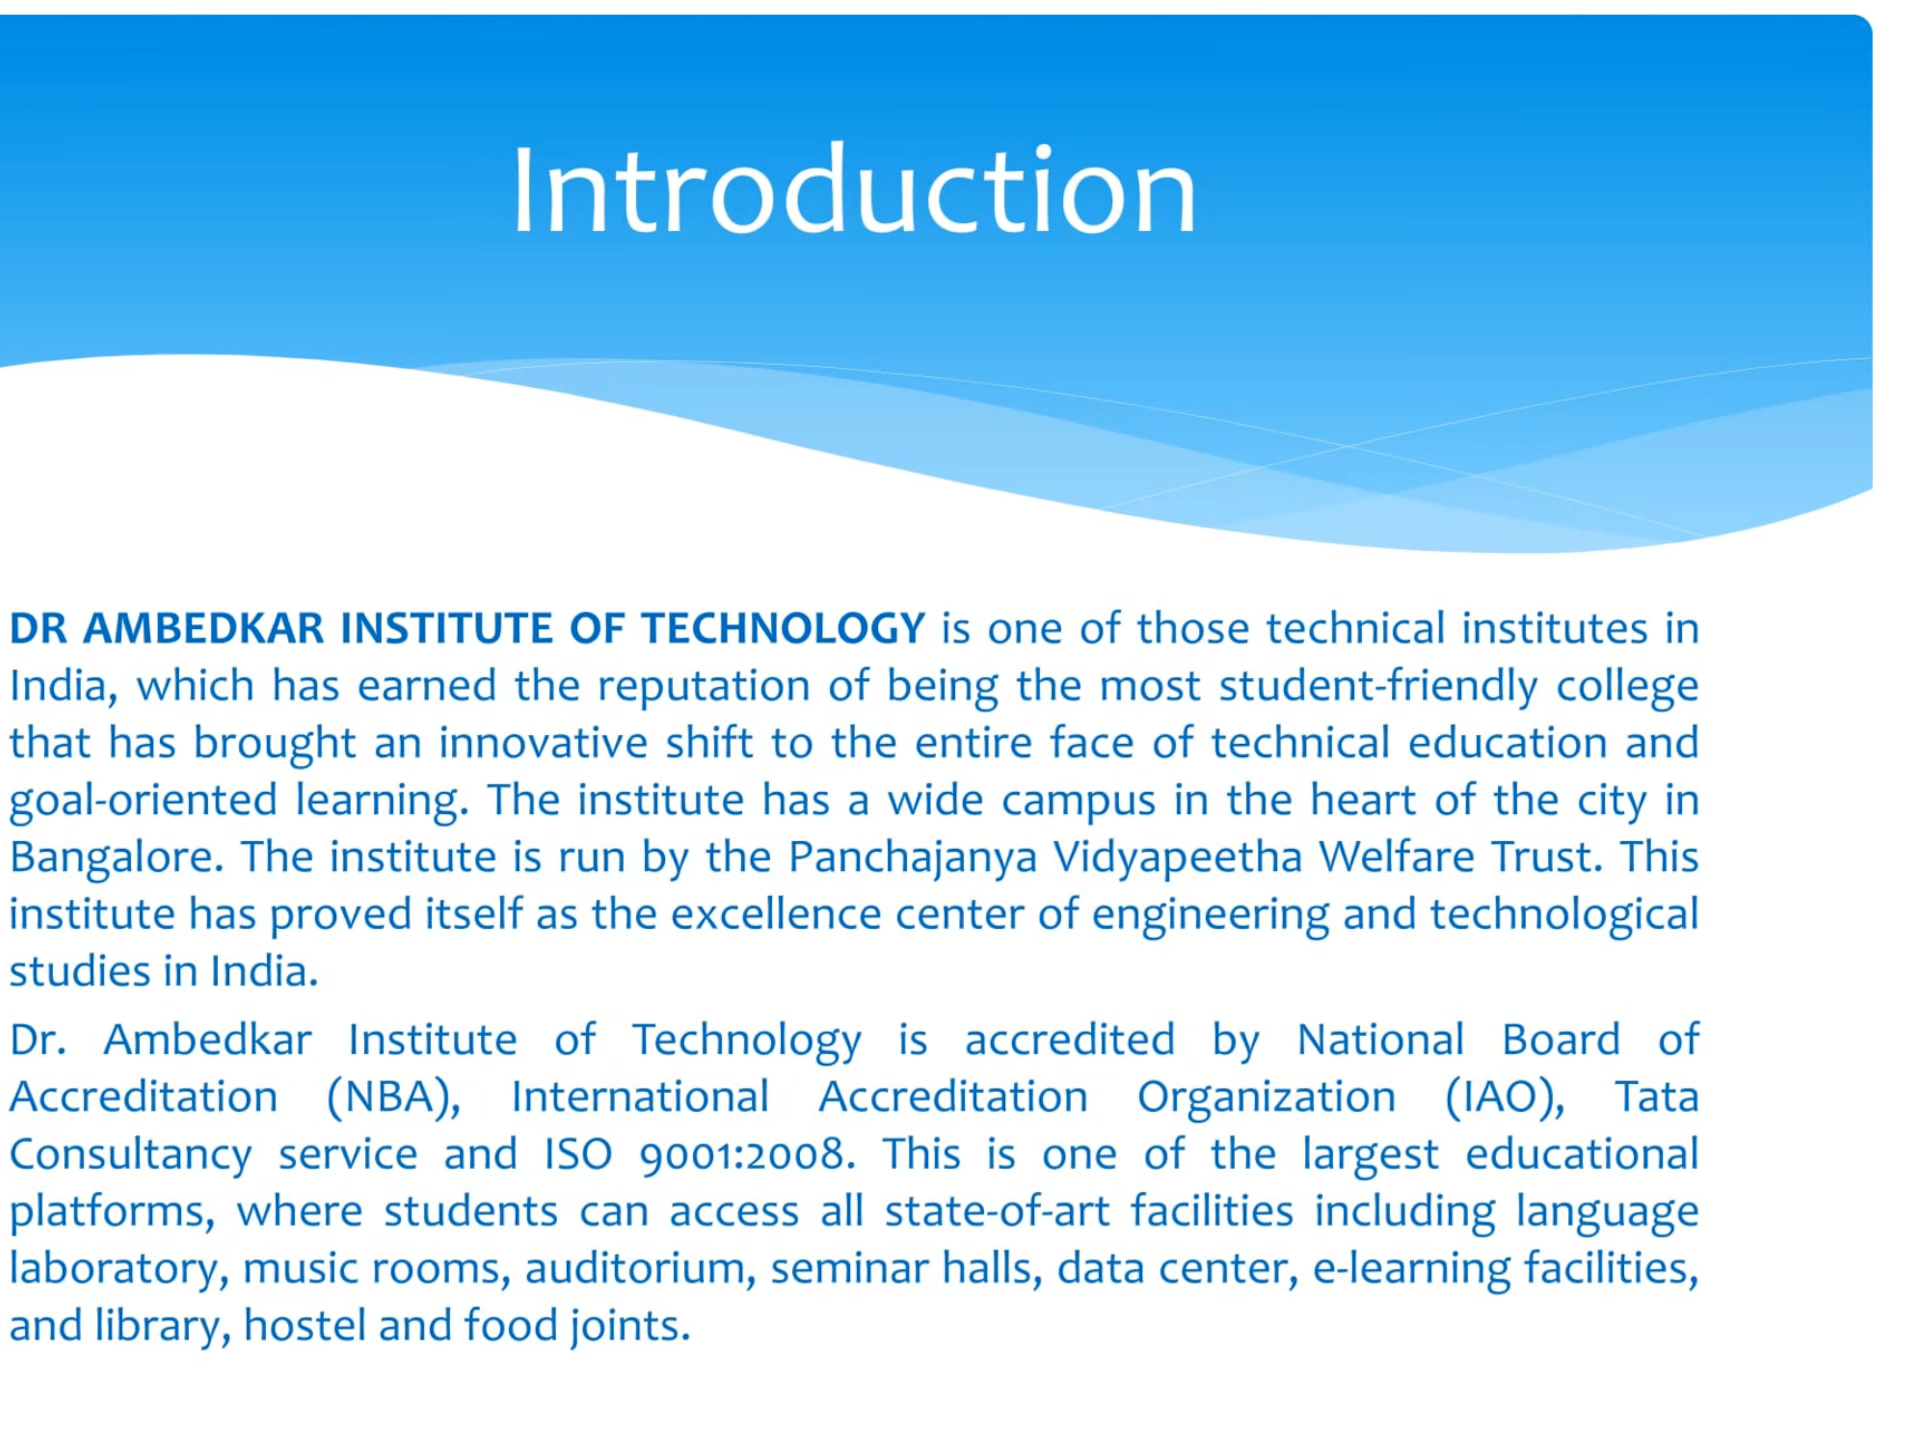 Introduction
DR AMBEDKAR INSTITUTE OF TECHNOLOGY is one of those technical institutes in
India, which has earned the reputation of being the most student-friendly college
that has brought an innovative shift to the entire face of technical education and
goal-oriented learning. The institute has a wide campus in the heart of the city in
Bangalore. The institute is run by the Panchajanya Vidyapeetha Welfare Trust. This
institute has proved itself as the excellence center of engineering and technological
studies in India.
Dr. Ambedkar Institute of Technology is accredited by National Board of
Accreditation (NBA), International Accreditation Organization (IAO), Tata
Consultancy service and ISO 9001:2008. This is one of the largest educational
platforms, where students can access all state-of-art facilities including language
laboratory, music rooms, auditorium, seminar halls, data center, e-learning facilities,
and library, hostel and food joints.